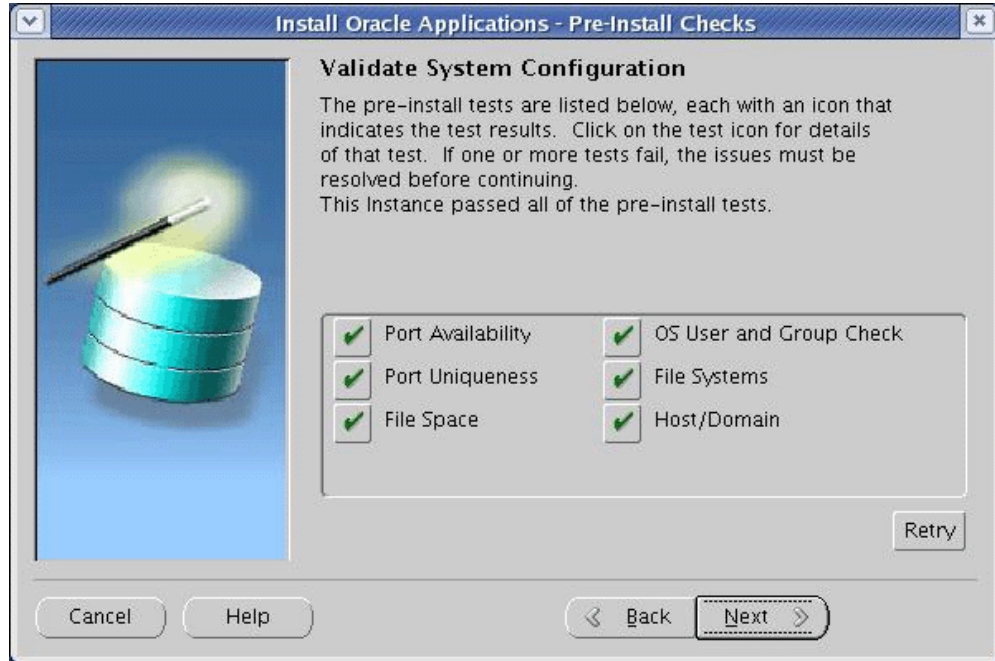 Install Oracle Applications - Pre-Install Checks
Validate System Configuration
The pre-install tests are listed below, each with an icon that
indicates the test results.  Click on the test icon for details
of that test.  If one or more tests fail, the issues must be
resolved before continuing.
This Instance passed all of the pre-install tests.
Port Availability
OS User and Group Check
Port Uniqueness
File Systems
File Space
Host/Domain
Retry
Cancel
Help
Back
Next